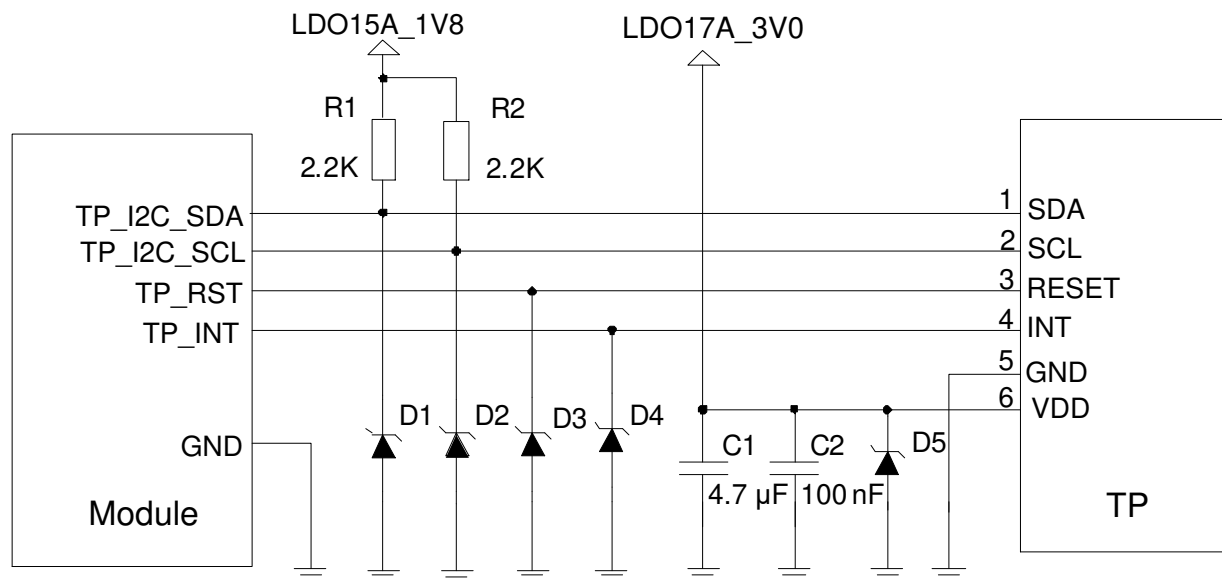 LDO15A_1V8
LDO17A_3V0
R1
R2
2.2K
2.2K
TP_I2C_SDA
TP_I2C_SCL
TP_RST
TP_INT
GND
Module
1
SDA
2
SCL
3
RESET
4
INT
5
GND
6
VDD
D1
D2
D3
D4
C1
C2
D5
4.7 µF
100 nF
TP